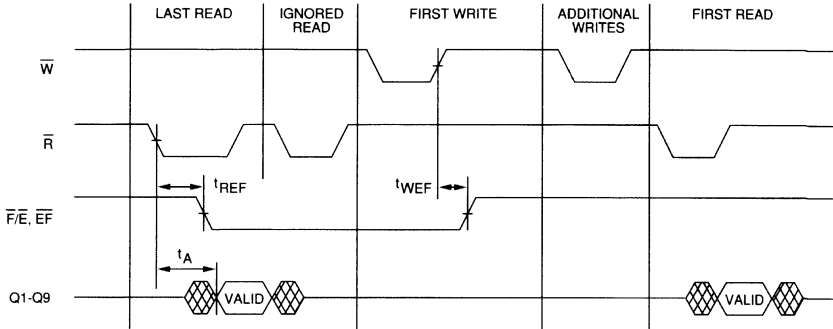 LAST READ
IGNORED
READ
FIRST WRITE
ADDITIONAL
WRITES
FIRST READ
W
R
tREF
tWEF
F/E, EF
tA
Q1-Q9
VALID
VALID